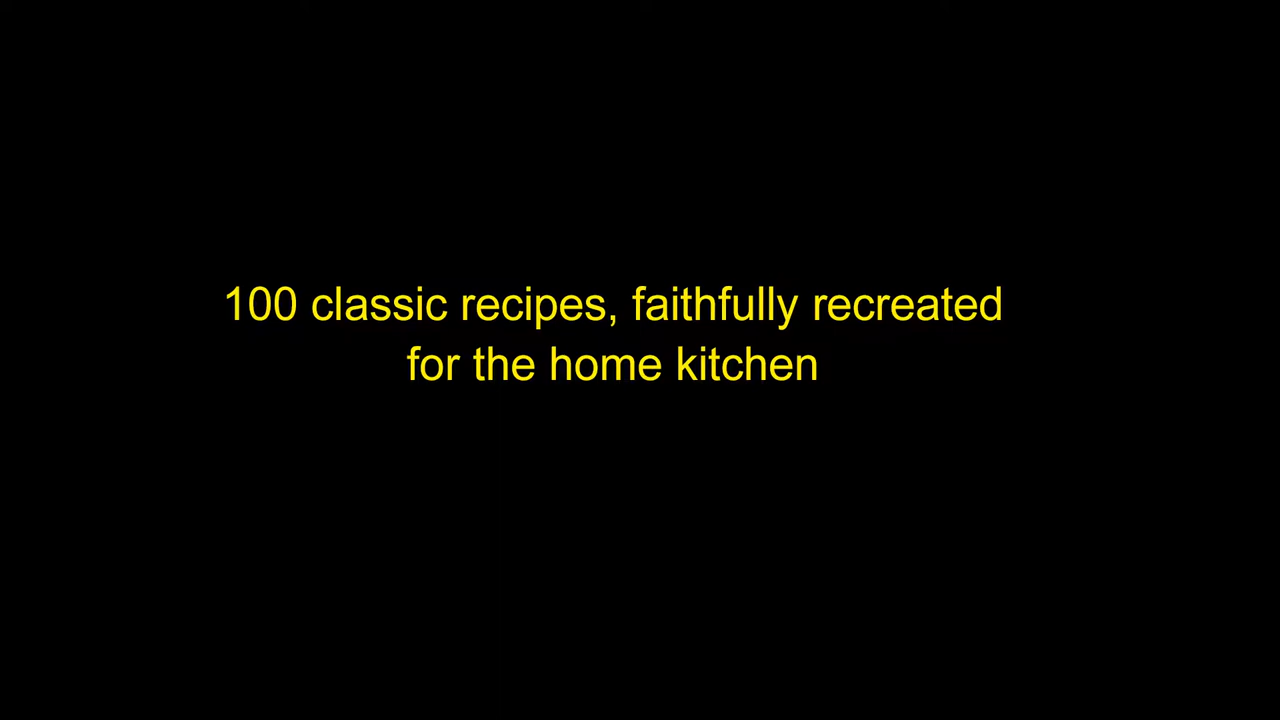 100 classic recipes, faithfully recreated
for the home kitchen